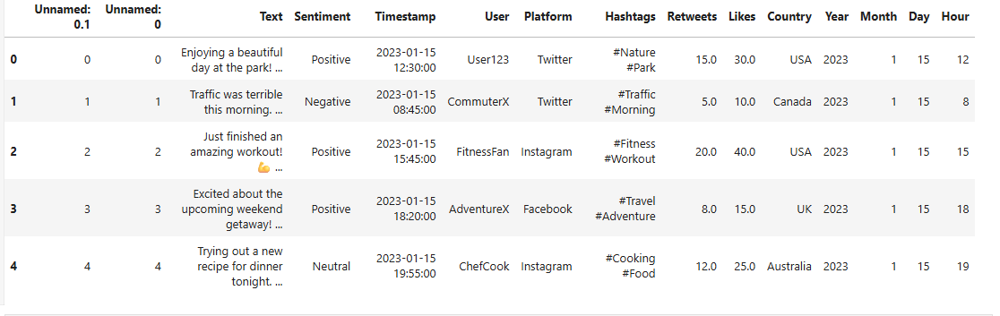 Unnamed: 0.1 Unnamed: 0 Text Sentiment Timestamp User Platform Hashtags Retweets Likes Country Year Month Day Hour
0 0 0 Enjoying a beautiful day at the park! ... Positive 2023-01-15 12:30:00 User123 Twitter #Nature #Park 15.0 30.0 USA 2023 1 15 12
1 1 1 Traffic was terrible this morning. ... Negative 2023-01-15 08:45:00 CommuterX Twitter #Traffic #Morning 5.0 10.0 Canada 2023 1 15 8
2 2 2 Just finished an amazing workout! 💪 ... Positive 2023-01-15 15:45:00 FitnessFan Instagram #Fitness #Workout 20.0 40.0 USA 2023 1 15 15
3 3 3 Excited about the upcoming weekend getaway! ... Positive 2023-01-15 18:20:00 AdventureX Facebook #Travel #Adventure 8.0 15.0 UK 2023 1 15 18
4 4 4 Trying out a new recipe for dinner tonight. ... Neutral 2023-01-15 19:55:00 ChefCook Instagram #Cooking #Food 12.0 25.0 Australia 2023 1 15 19